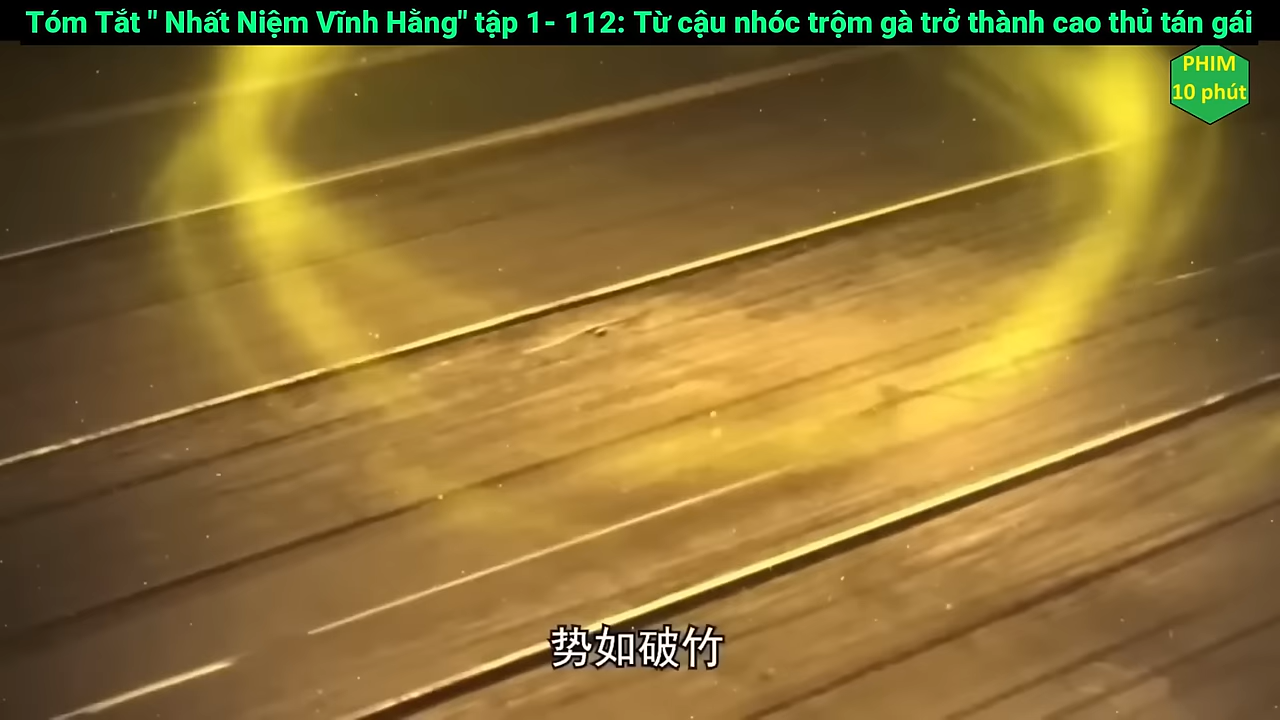 Tóm Tắt " Nhất Niệm Vĩnh Hằng" tập 1- 112: Từ cậu nhóc trộm gà trở thành cao thủ tán gái
PHIM
10 phút
势如破竹